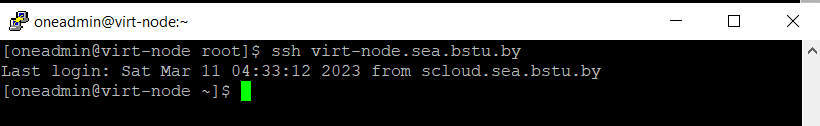 oneadmin@virt-node:~
[oneadmin@virt-node root]$ ssh virt-node.sea.bstu.by
Last login: Sat Mar 11 04:33:12 2023 from scloud.sea.bstu.by
[oneadmin@virt-node ~]$